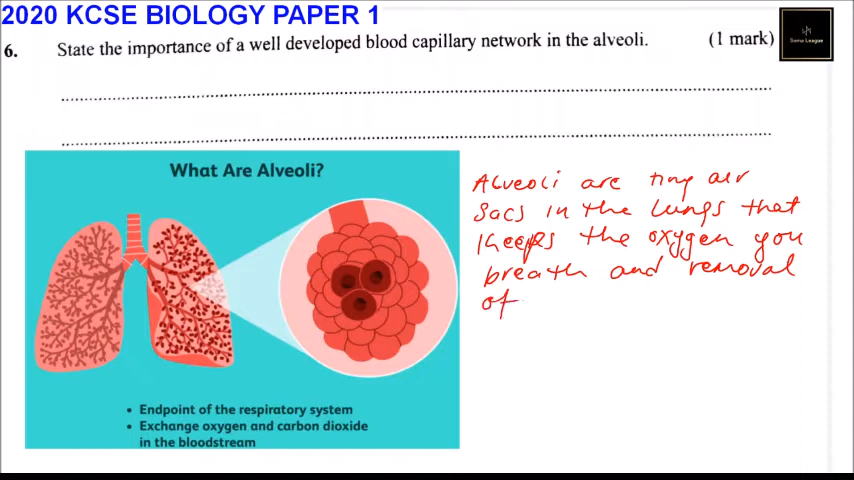 2020 KCSE BIOLOGY PAPER 1
6. State the importance of a well developed blood capillary network in the alveoli. (1 mark)
Soma League
What Are Alveoli?
Alveoli are tiny air
Sacs in the lungs that
Keeps the oxygen you
breath and removal
of
• Endpoint of the respiratory system
• Exchange oxygen and carbon dioxide
in the bloodstream